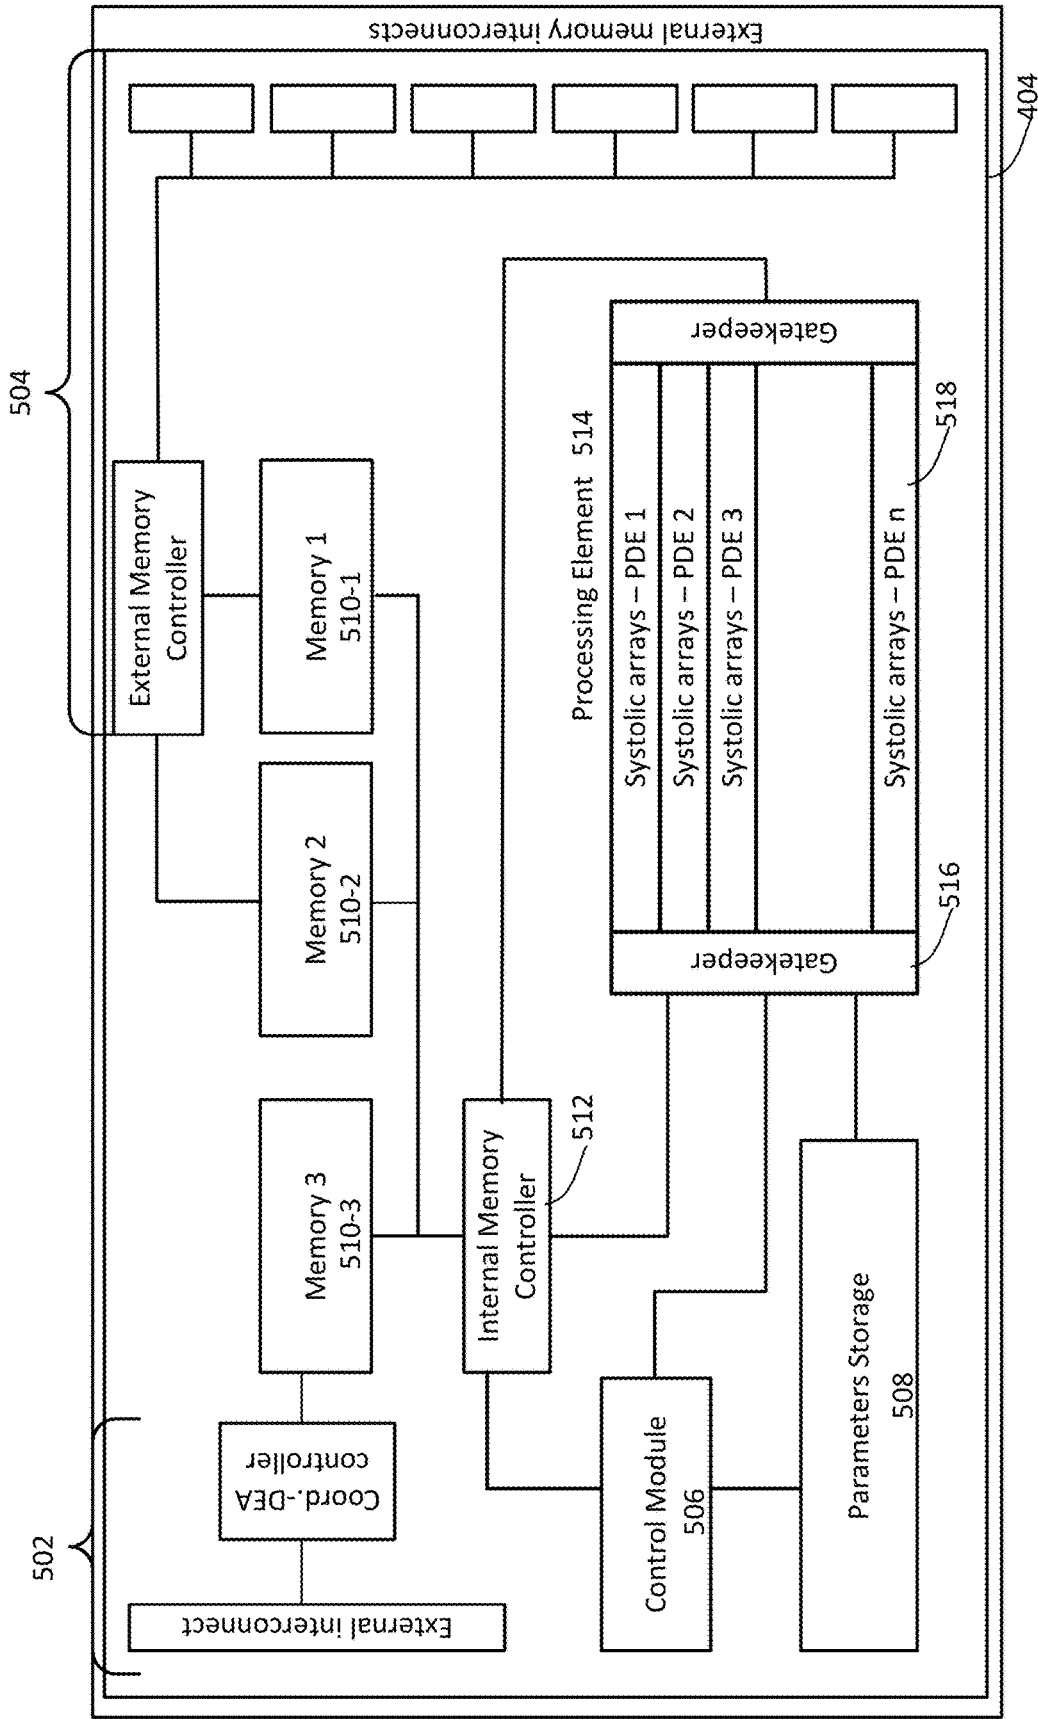 502
504
External interconnect
Coord.-DEA
controller
Memory 3
510-3
Memory 2
510-2
Memory 1
510-1
External Memory
Controller
External memory interconnects
Internal Memory
Controller
512
Control Module
506
Parameters Storage
508
Processing Element 514
Gatekeeper
Systolic arrays – PDE 1
Systolic arrays – PDE 2
Systolic arrays – PDE 3
Systolic arrays – PDE n
Gatekeeper
516
518
404